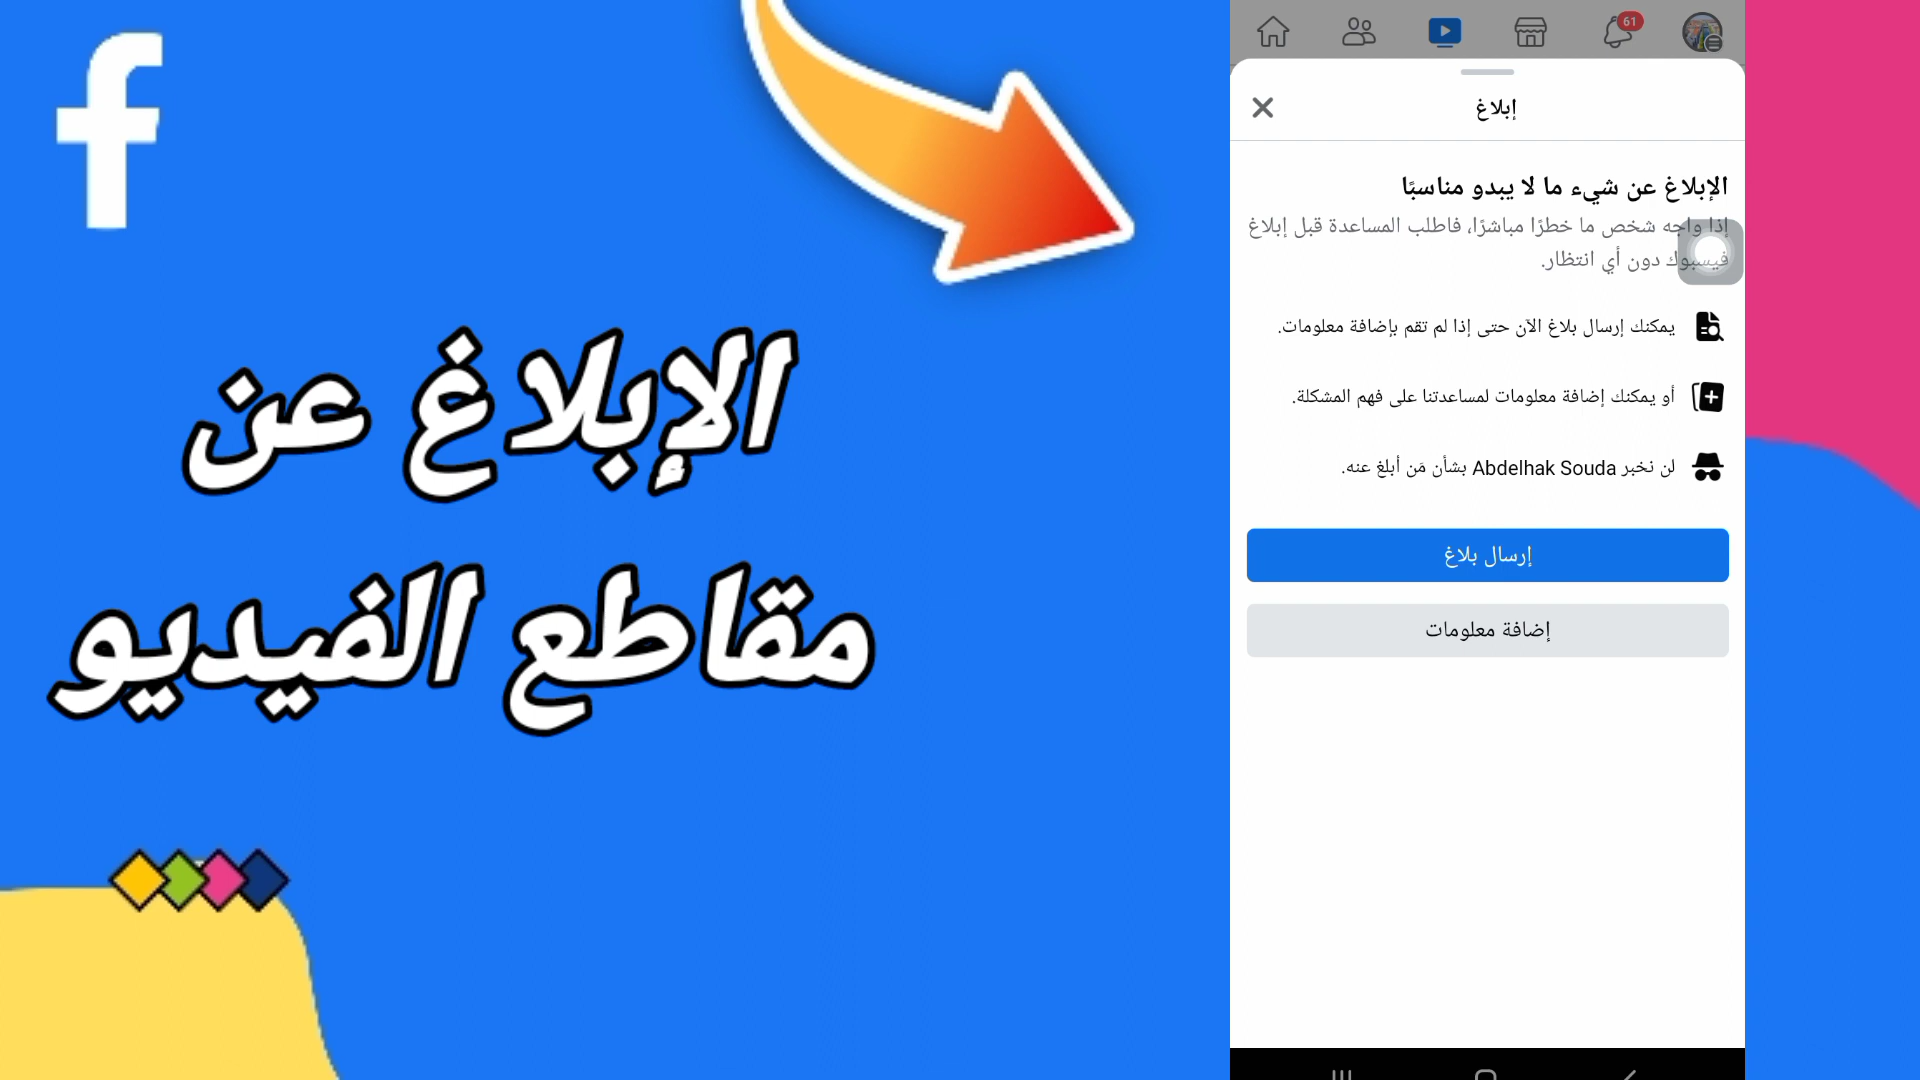 الإبلاغ عن
مقاطع الفيديو
61
إبلاغ
الإبلاغ عن شيء ما لا يبدو مناسبًا
إذا واجه شخص ما خطرًا مباشرًا، فاطلب المساعدة قبل إبلاغ
فيسبوك دون أي انتظار.
يمكنك إرسال بلاغ الآن حتى إذا لم تقم بإضافة معلومات.
أو يمكنك إضافة معلومات لمساعدتنا على فهم المشكلة.
لن نخبر Abdelhak Souda بشأن مَن أبلغ عنه.
إرسال بلاغ
إضافة معلومات